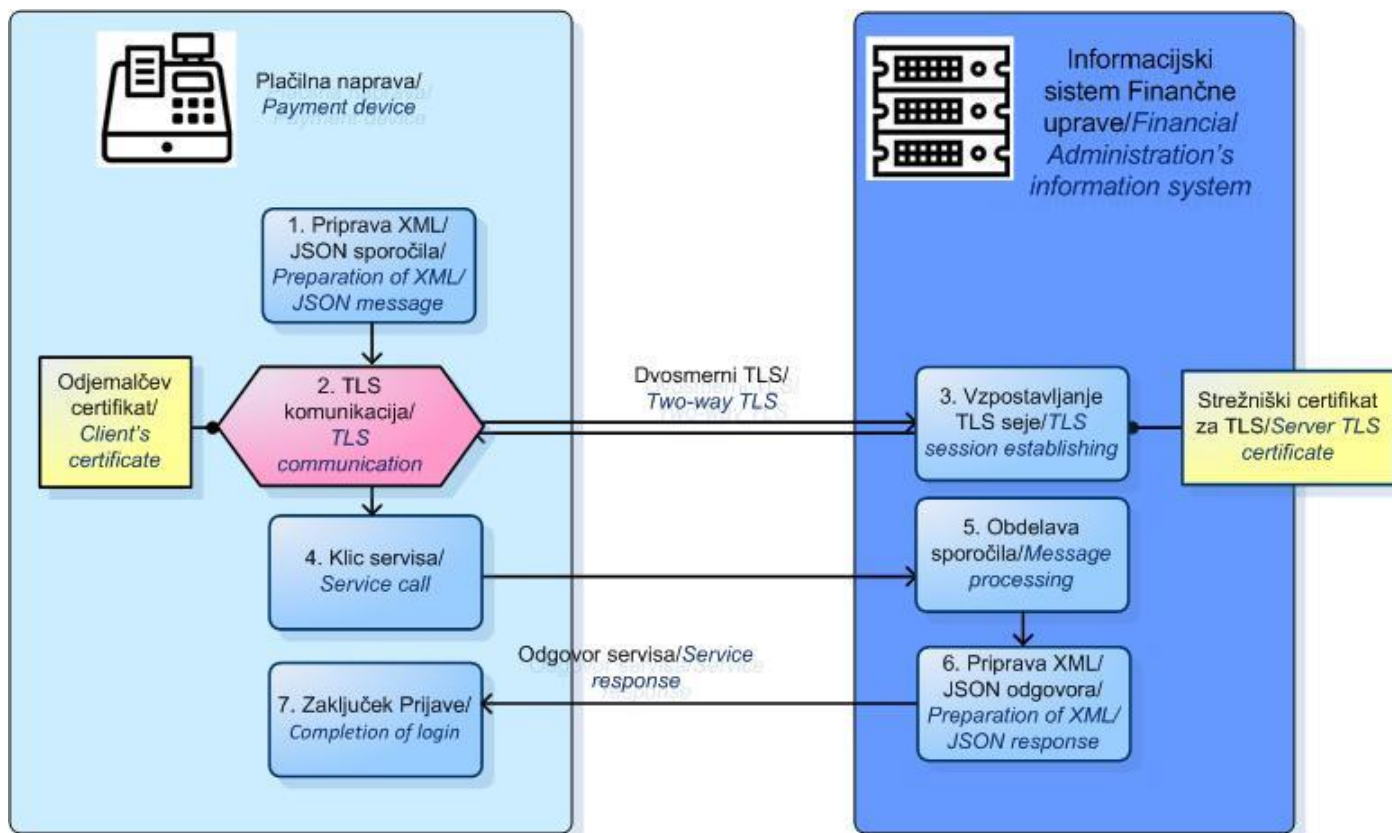 Plačilna naprava/
Payment device
Informacijski
sistem Finančne
uprave/Financial
Administration's
information system
1. Priprava XML/
JSON sporočila/
Preparation of XML/
JSON message
Odjemalčev
certifikat/
Client's
certificate
2. TLS
komunikacija/
TLS
communication
Dvosmerni TLS/
Two-way TLS
3. Vzpostavljanje
TLS seje/TLS
session establishing
Strežniški certifikat
za TLS/Server TLS
certificate
4. Klic servisa/
Service call
5. Obdelava
sporočila/Message
processing
Odgovor servisa/Service
response
6. Priprava XML/
JSON odgovora/
Preparation of XML/
JSON response
7. Zaključek Prijave/
Completion of login